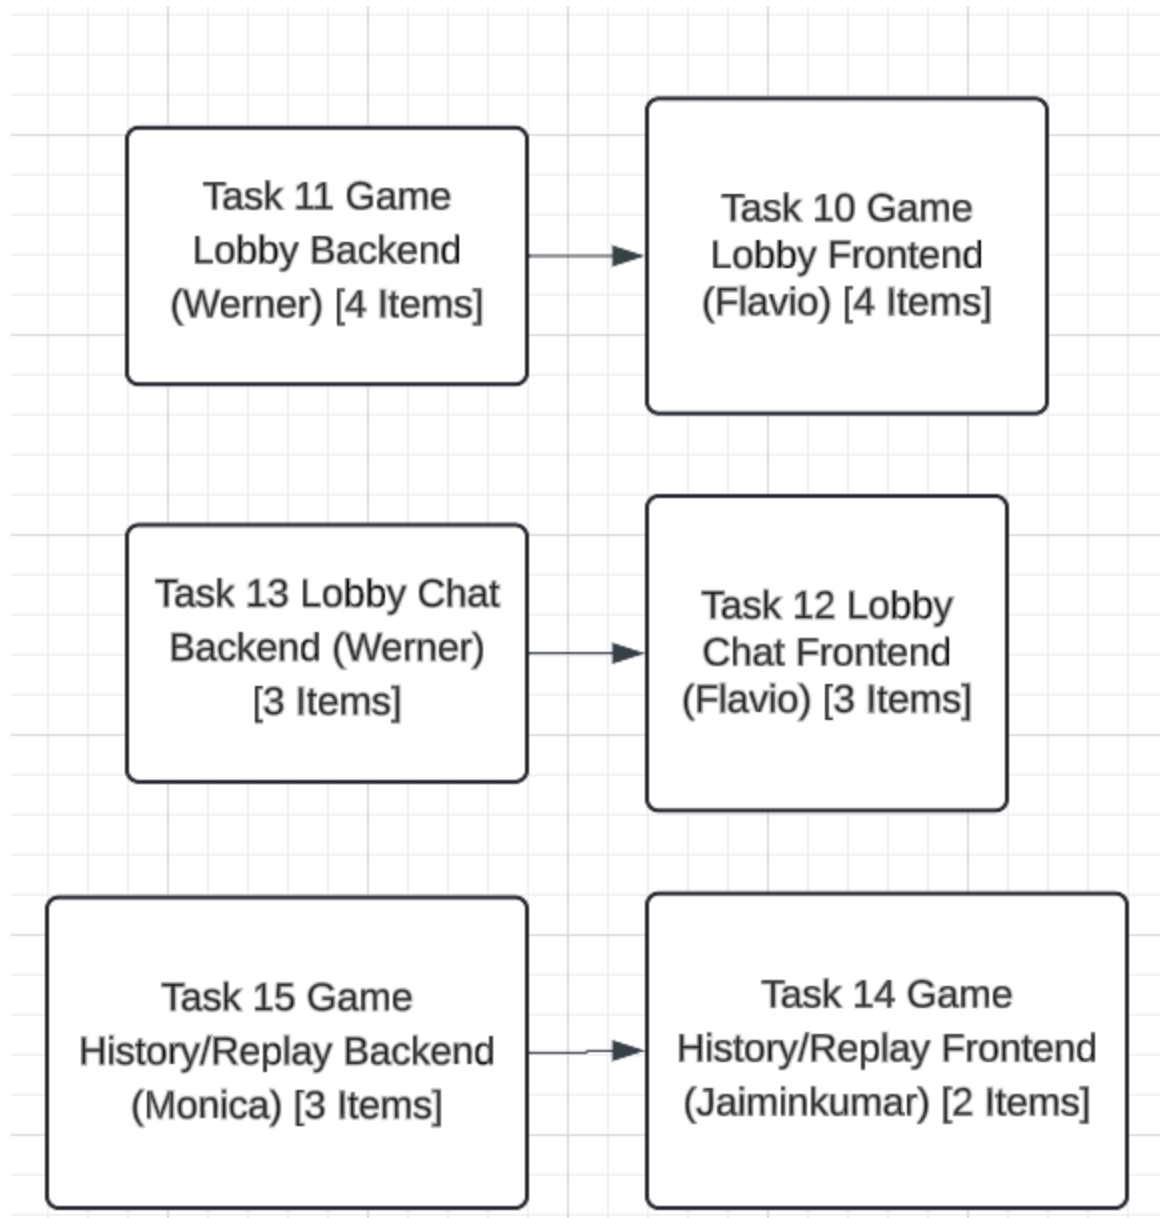 Task 11 Game
Lobby Backend
(Werner) [4 Items]
Task 10 Game
Lobby Frontend
(Flavio) [4 Items]
Task 13 Lobby Chat
Backend (Werner)
[3 Items]
Task 12 Lobby
Chat Frontend
(Flavio) [3 Items]
Task 15 Game
History/Replay Backend
(Monica) [3 Items]
Task 14 Game
History/Replay Frontend
(Jaiminkumar) [2 Items]